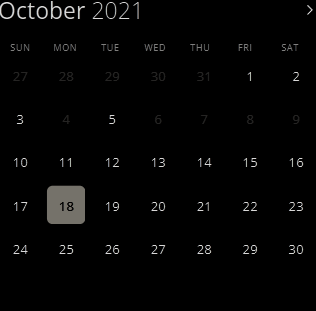 October 2021
SUN MON TUE WED THU FRI SAT
27 28 29 30 31 1 2
3 4 5 6 7 8 9
10 11 12 13 14 15 16
17 18 19 20 21 22 23
24 25 26 27 28 29 30